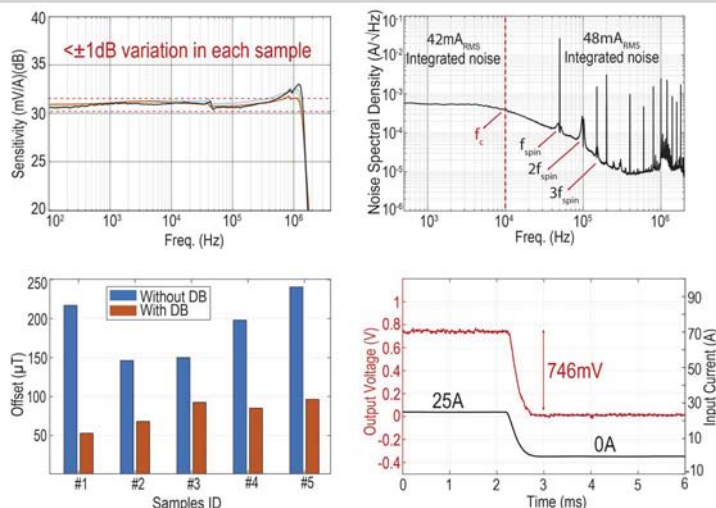 <±1dB variation in each sample
Sensitivity (mV/A)(dB)
40
35
30
25
20
10²
10³
10⁴
10⁵
10⁶
Freq. (Hz)
42mA_RMS
Integrated noise
48mA_RMS
Integrated noise
Noise Spectral Density (A/√Hz)
10⁻¹
10⁻²
10⁻³
10⁻⁴
10⁻⁵
10⁻⁶
f_c
f_spin
2f_spin
3f_spin
10³
10⁴
10⁵
10⁶
Freq. (Hz)
Offset (µT)
250
200
150
100
50
Without DB
With DB
#1
#2
#3
#4
#5
Samples ID
Output Voltage (V)
1
0.8
0.6
0.4
0.2
0
-0.2
-0.4
746mV
25A
0A
Input Current (A)
90
70
50
30
10
-10
0
1
2
3
4
5
6
Time (ms)